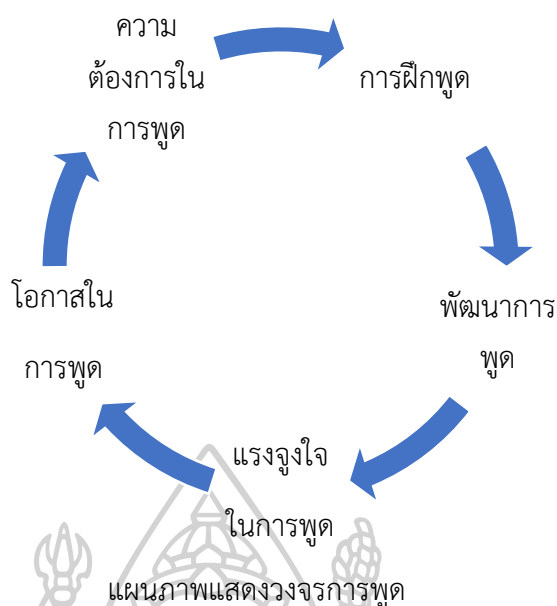 ความ
ต้องการใน
การพูด
การฝึกพูด
พัฒนาการ
พูด
แรงจูงใจ
ในการพูด
โอกาสใน
การพูด
แผนภาพแสดงวงจรการพูด